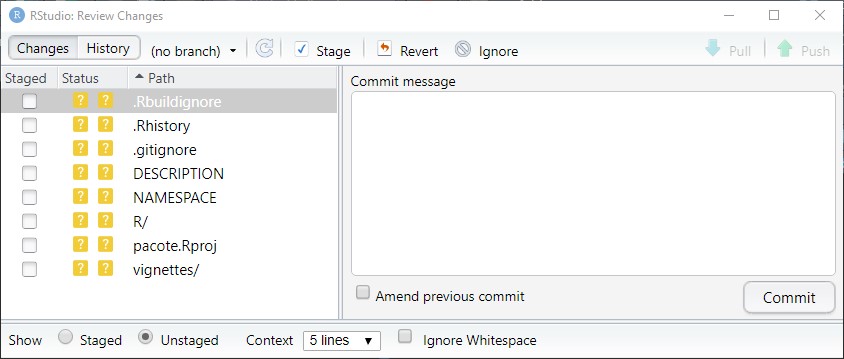 RStudio: Review Changes
Changes History (no branch) Stage Revert Ignore Pull Push
Staged Status Path
.Rbuildignore
.Rhistory
.gitignore
DESCRIPTION
NAMESPACE
R/
pacote.Rproj
vignettes/
Commit message
Amend previous commit
Commit
Show Staged Unstaged Context 5 lines Ignore Whitespace